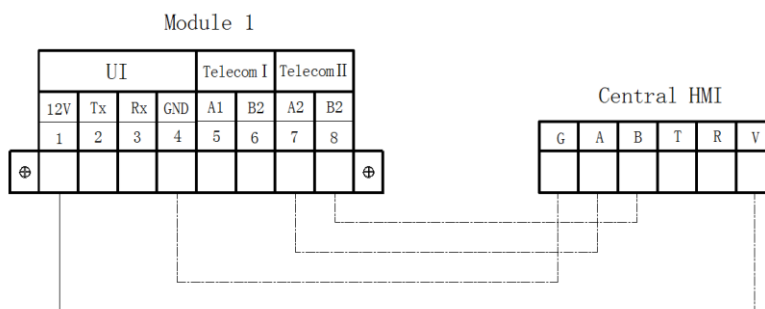 Module 1
UI Telecom I Telecom II
12V Tx Rx GND A1 B2 A2 B2
1 2 3 4 5 6 7 8
Central HMI
G A B T R V